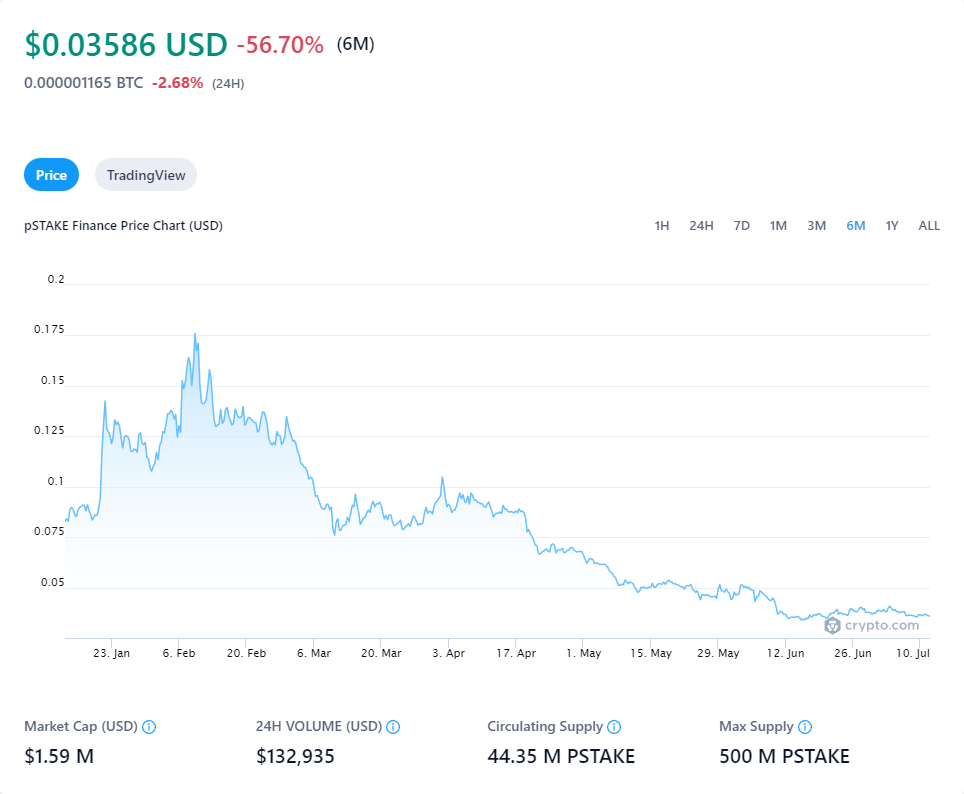 $0.03586 USD -56.70% (6M)
0.000001165 BTC -2.68% (24H)
Price TradingView
pSTAKE Finance Price Chart (USD) 1H 24H 7D 1M 3M 6M 1Y ALL
0.2
0.175
0.15
0.125
0.1
0.075
0.05
crypto.com
23. Jan 6. Feb 20. Feb 6. Mar 20. Mar 3. Apr 17. Apr 1. May 15. May 29. May 12. Jun 26. Jun 10. Jul
Market Cap (USD) 24H VOLUME (USD) Circulating Supply Max Supply
$1.59 M $132,935 44.35 M PSTAKE 500 M PSTAKE